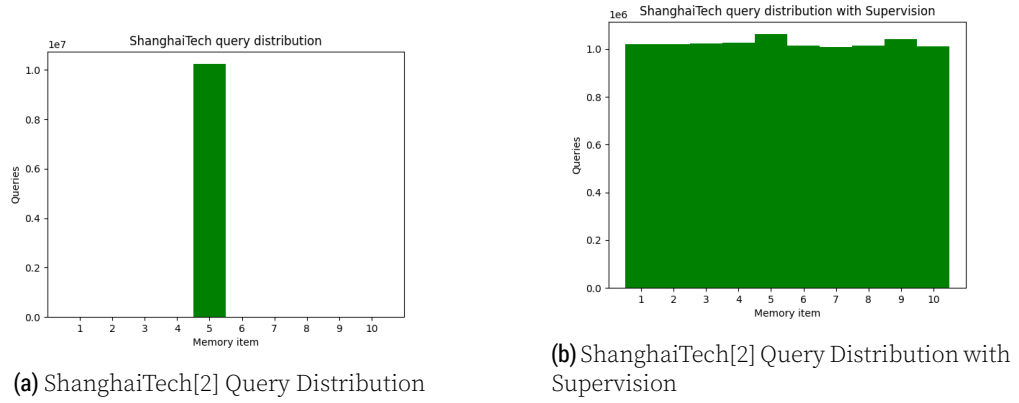 ShanghaiTech query distribution
1e7
1.0
0.8
0.6
0.4
0.2
0.0
Queries
1 2 3 4 5 6 7 8 9 10
Memory item
(a) ShanghaiTech[2] Query Distribution
ShanghaiTech query distribution with Supervision
1e6
1.0
0.8
0.6
0.4
0.2
0.0
Queries
1 2 3 4 5 6 7 8 9 10
Memory item
(b) ShanghaiTech[2] Query Distribution with
Supervision